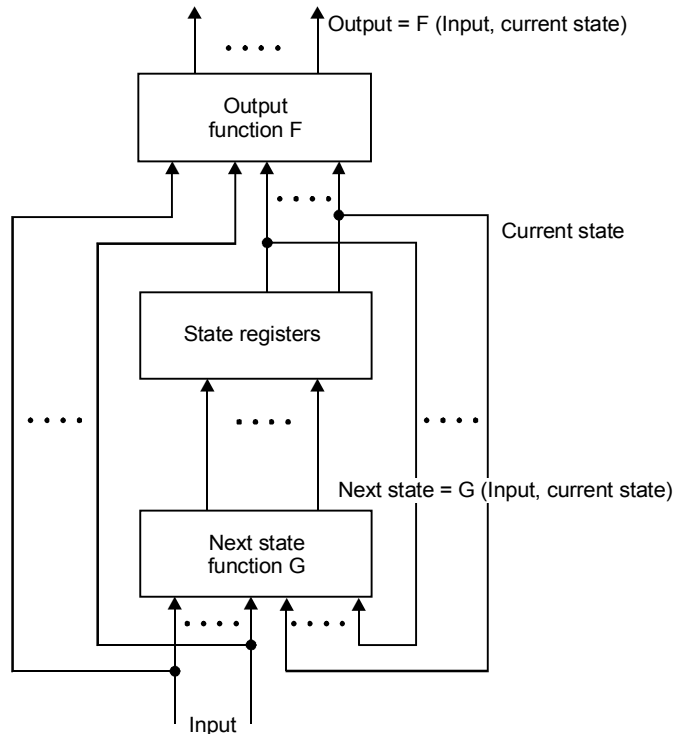 Output = F (Input, current state)
Output
function F
Current state
State registers
Next state = G (Input, current state)
Next state
function G
Input